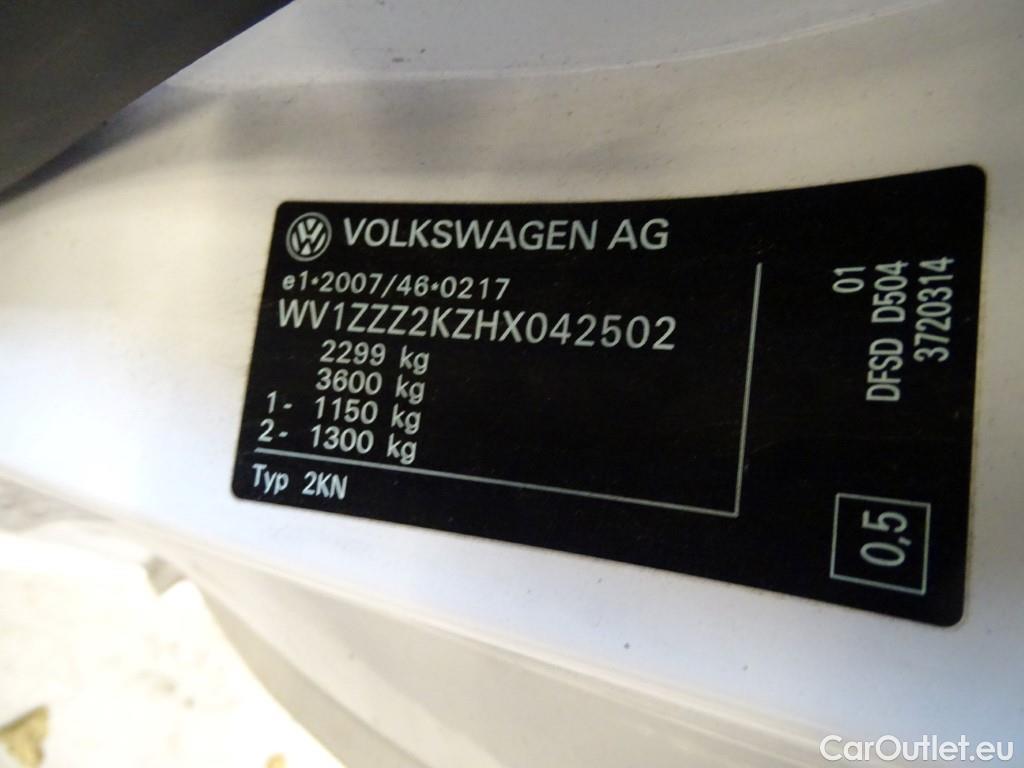 VOLKSWAGEN AG
e1*2007/46*0217
WV1ZZZ2KZHX042502
2299 kg
3600 kg
1- 1150 kg
2- 1300 kg
Typ 2KN
01
DFSD D504
3720314
0,5
CarOutlet.eu